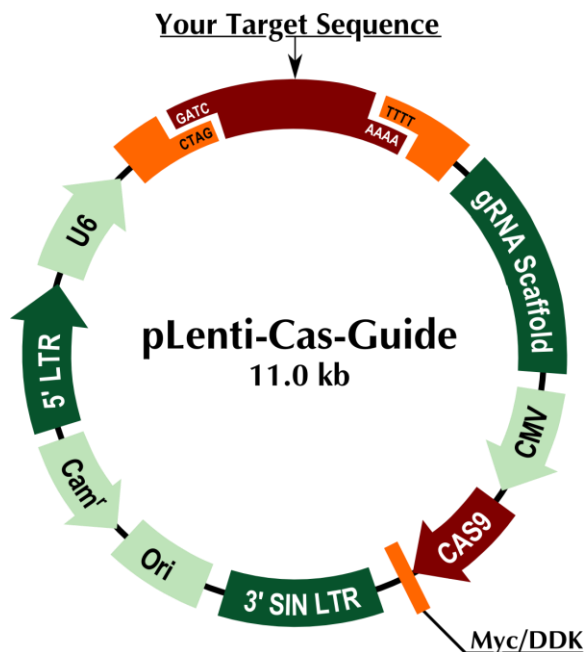 Your Target Sequence
GATC
CTAG
TTTT
AAAA
gRNA Scaffold
CMV
CAS9
Myc/DDK
3' SIN LTR
Ori
Camʳ
5' LTR
U6
pLenti-Cas-Guide
11.0 kb